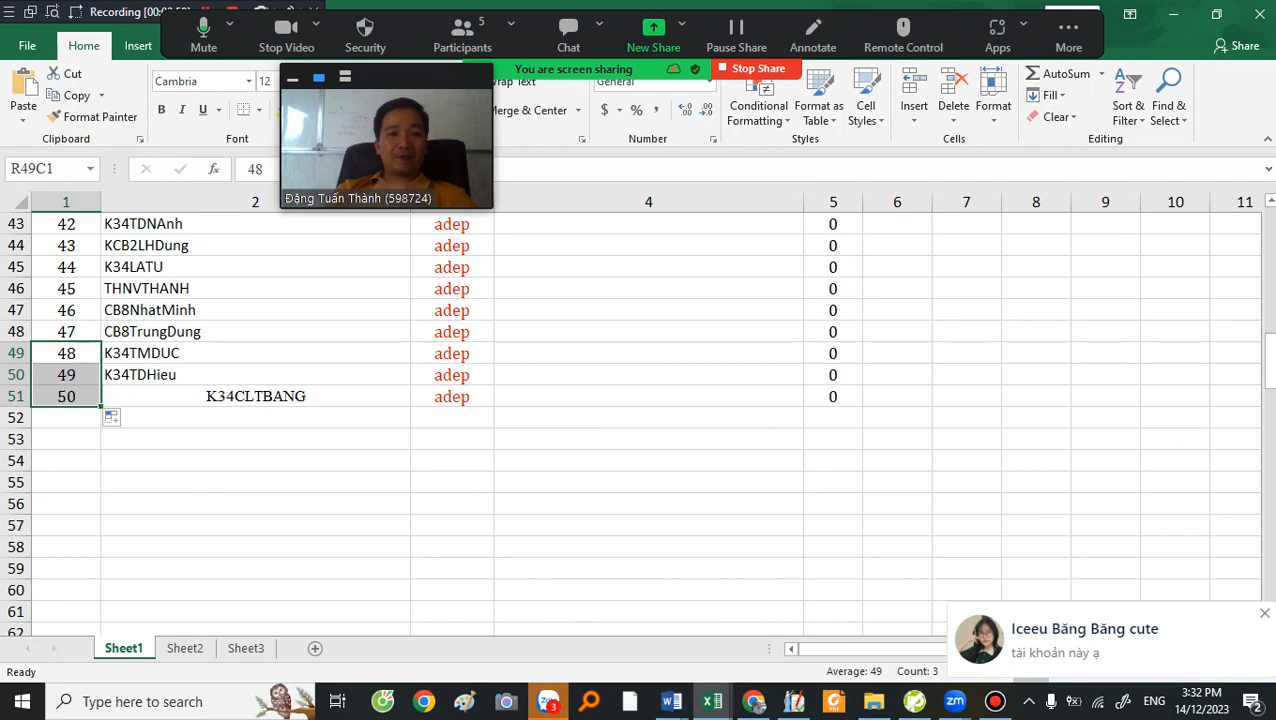 Recording
5
Mute
Stop Video
Security
Participants
Chat
New Share
Pause Share
Annotate
Remote Control
Apps
More
File
Home
Insert
Share
You are screen sharing
Stop Share
Paste
Cut
Copy
Format Painter
Clipboard
Cambria
12
B I U
Font
Đặng Tuấn Thành (598724)
Merge & Center
General
$ % ,
Number
Conditional
Formatting
Format as
Table
Cell
Styles
Styles
Insert
Delete
Format
Cells
AutoSum
Fill
Clear
Sort &
Filter
Find &
Select
Editing
R49C1
fx
48
1 2 4 5 6 7 8 9 10 11
43 42 K34TDNAnh adep 0
44 43 KCB2LHDung adep 0
45 44 K34LATU adep 0
46 45 THNVTHANH adep 0
47 46 CB8NhatMinh adep 0
48 47 CB8TrungDung adep 0
49 48 K34TMDUC adep 0
50 49 K34TDHieu adep 0
51 50 K34CLTBANG adep 0
52
53
54
55
56
57
58
59
60
61
62
Iceeu Băng Băng cute
tài khoản này ạ
Sheet1 Sheet2 Sheet3
Ready
Average: 49 Count: 3
Type here to search
3
ENG
3:32 PM
14/12/2023
2